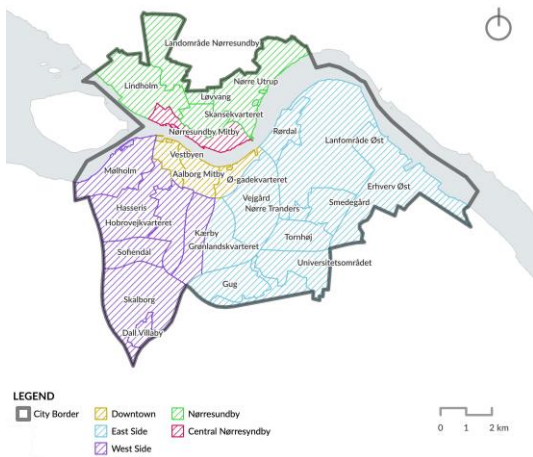 Landområde Nørresundby
Nørre Utrup
Lindholm
Løvvang
Skansekvarteret
Nørresundby Mitby
Rørdal
Lanfområde Øst
Vestbyen
Aalborg Mitby
Ø-gadekvarteret
Mølholm
Vejgård
Nørre Tranders
Erhverv Øst
Smedegård
Hasseris
Hobrovejkvarteret
Kærby
Grønlandskvarteret
Tornhøj
Sofiendal
Universitetsområdet
Gug
Skalborg
Dall Villaby
LEGEND
City Border
Downtown
Nørresundby
East Side
Central Nørresyndby
West Side
0 1 2 km